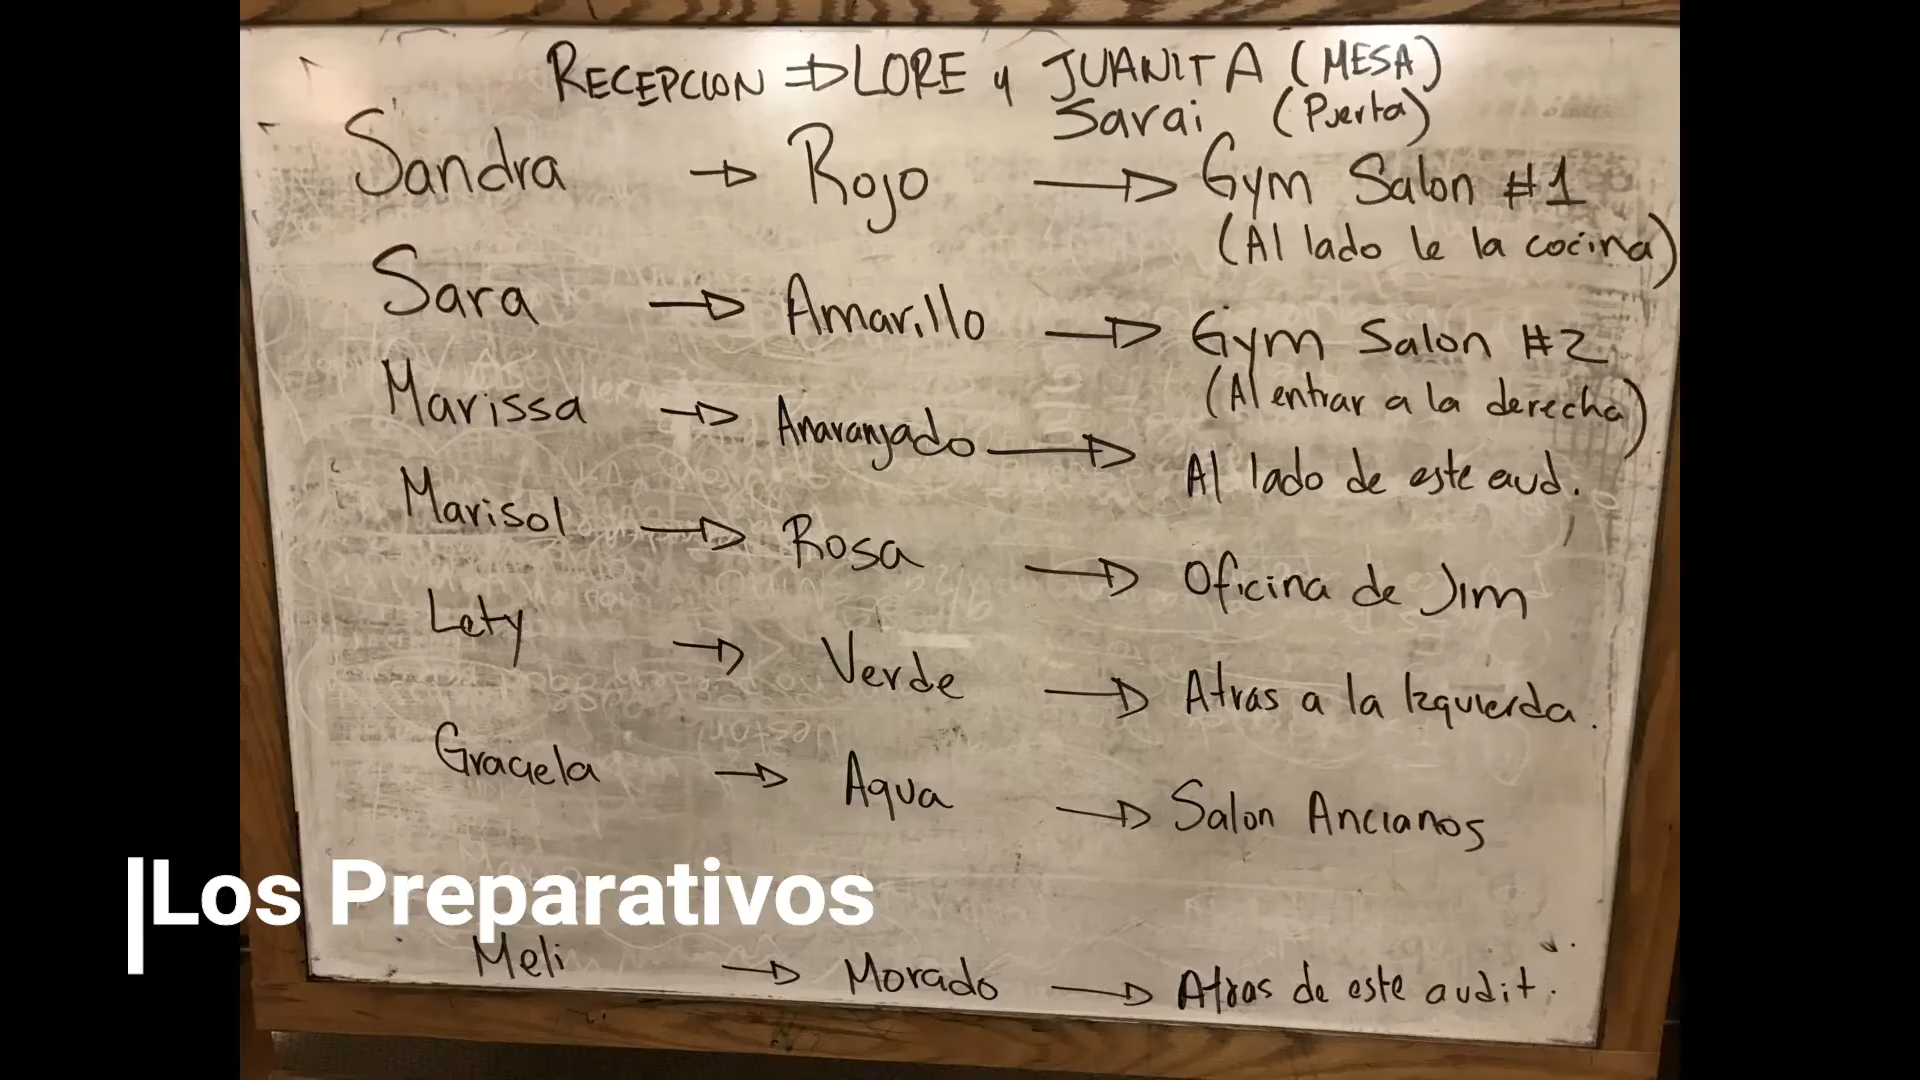 RECEPCION ⇒ LORE y JUANITA (MESA)
Sarai (Puerta)
Sandra → Rojo → Gym Salon #1
(Al lado le la cocina)
Sara → Amarillo → Gym Salon #2
(Al entrar a la derecha)
Marissa → Anaranjado → Al lado de este aud.
Marisol → Rosa → Oficina de Jim
Lety → Verde → Atras a la Izquierda.
Graciela → Aqua → Salon Ancianos
Los Preparativos
Meli → Morado → Atras de este audit.